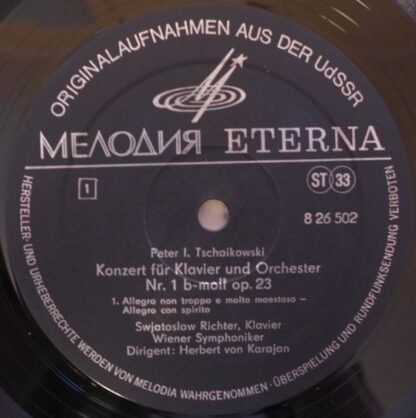 ORIGINALAUFNAHMEN AUS DER UdSSR
МЕЛОДИЯ ETERNA
1
ST 33
8 26 502
Peter I. Tschaikowski
Konzert für Klavier und Orchester
Nr. 1 b-moll op. 23
1. Allegro non troppo e molto maestoso –
Allegro con spirito
Swjatoslaw Richter, Klavier
Wiener Symphoniker
Dirigent: Herbert von Karajan
HERSTELLER- UND URHEBERRECHTE WERDEN VON MELODIA WAHRGENOMMEN · ÜBERSPIELUNG UND RUNDFUNKSENDUNG VERBOTEN